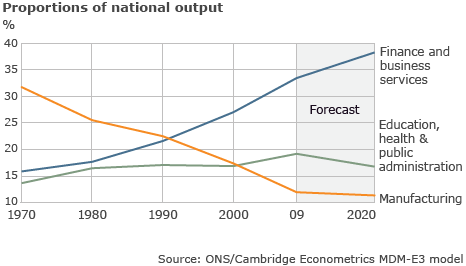 Proportions of national output
%
40
35
30
25
20
15
10
1970
1980
1990
2000
09
2020
Forecast
Finance and
business
services
Education,
health &
public
administration
Manufacturing
Source: ONS/Cambridge Econometrics MDM-E3 model